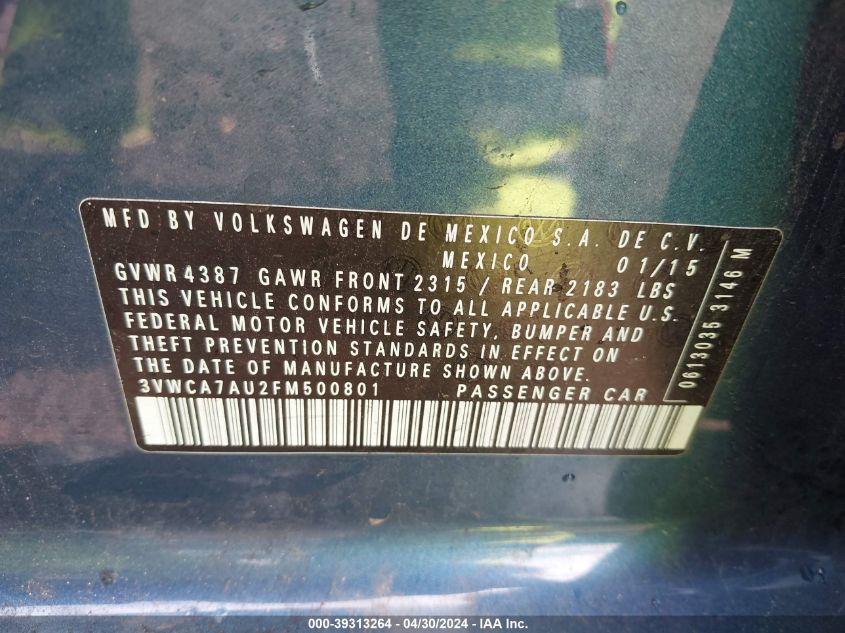 MFD BY VOLKSWAGEN DE MEXICO S.A. DE C.V.
MEXICO 01/15
GVWR 4387 GAWR FRONT 2315 / REAR 2183 LBS
THIS VEHICLE CONFORMS TO ALL APPLICABLE U.S.
FEDERAL MOTOR VEHICLE SAFETY, BUMPER AND
THEFT PREVENTION STANDARDS IN EFFECT ON
THE DATE OF MANUFACTURE SHOWN ABOVE.
3VWCA7AU2FM500801 PASSENGER CAR
0613035 3146 M
000-39313264 - 04/30/2024 - IAA Inc.